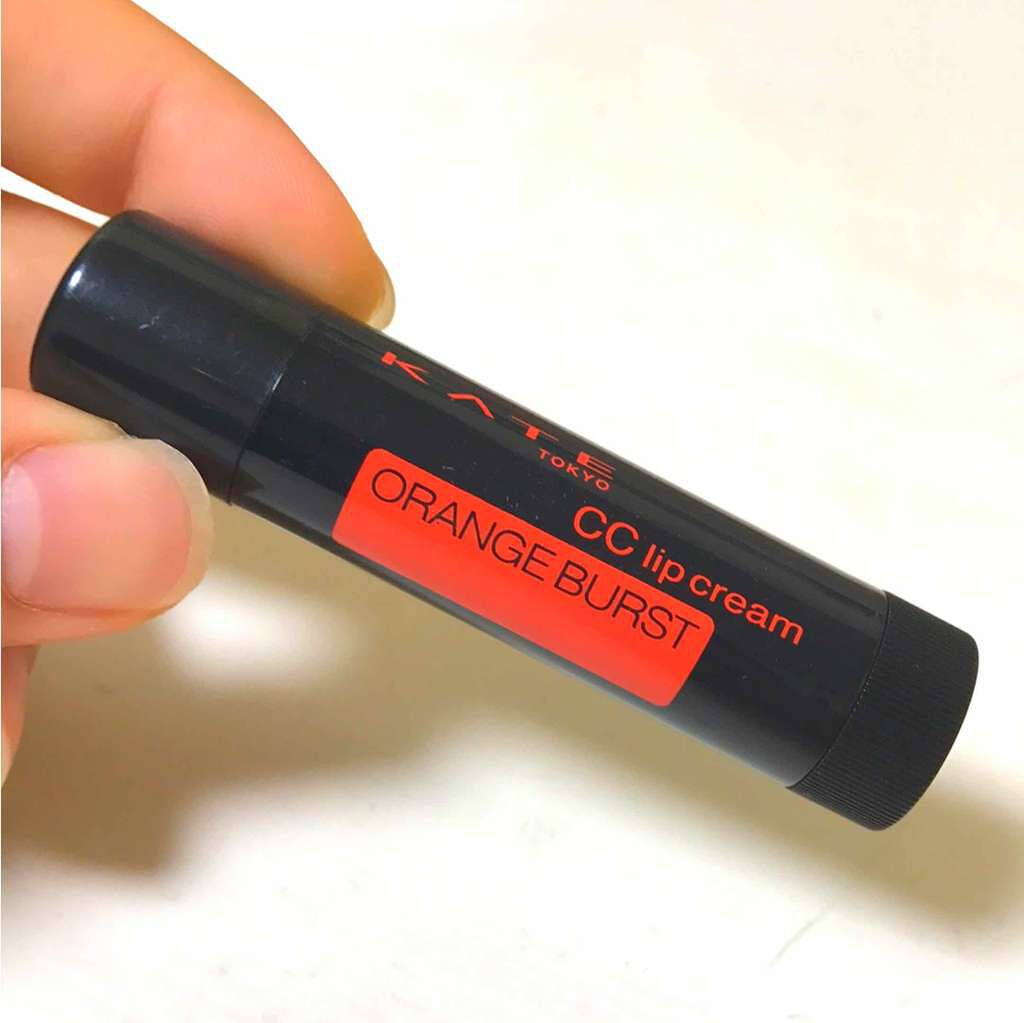 KATE
TOKYO
CC lip cream
ORANGE BURST